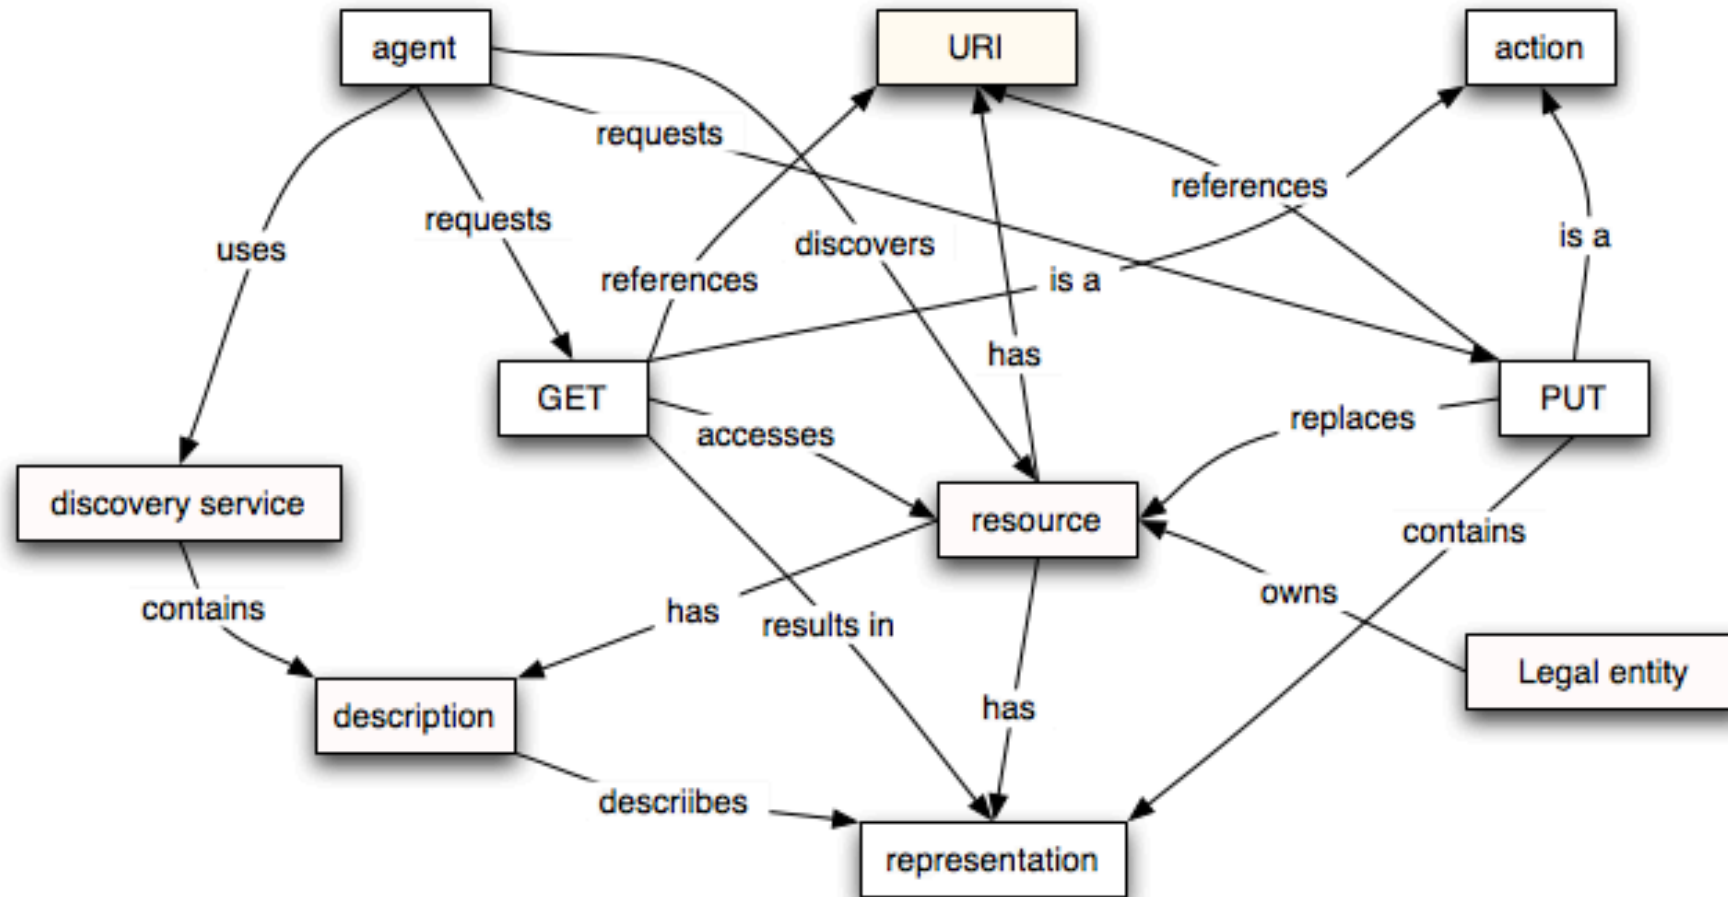 agent
URI
action
requests
references
requests
uses
discovers
is a
references
is a
has
GET
PUT
replaces
accesses
discovery service
resource
contains
owns
contains
has
results in
Legal entity
has
description
descriibes
representation